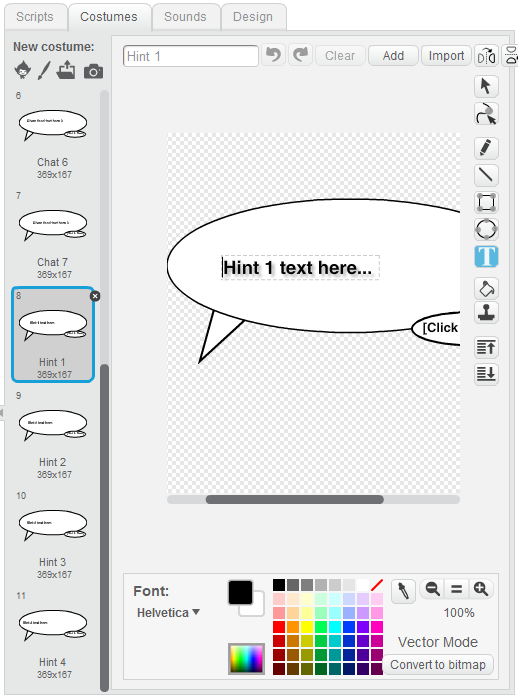 Scripts Costumes Sounds Design
New costume:
Hint 1 Clear Add Import
6
Chat 6
369x167
7
Chat 7
369x167
8
Hint 1
369x167
9
Hint 2
369x167
10
Hint 3
369x167
11
Hint 4
369x167
Hint 1 text here...
[Click
T
Font:
Helvetica
100%
Vector Mode
Convert to bitmap